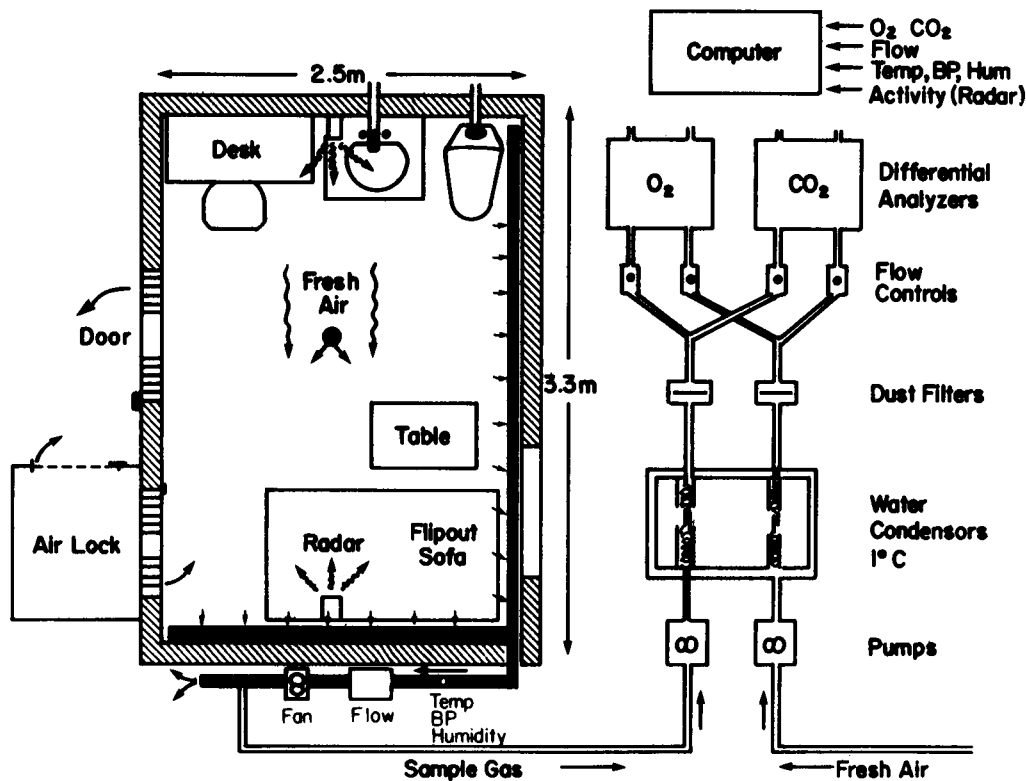 O₂ CO₂
Computer
Flow
Temp, BP, Hum
Activity (Radar)
2.5m
Desk
O₂
CO₂
Differential
Analyzers
Fresh
Air
Flow
Controls
Door
3.3m
Dust Filters
Table
Air Lock
Radar
Flipout
Sofa
Water
Condensors
1° C
Pumps
Fan
Flow
Temp
BP
Humidity
Sample Gas
Fresh Air